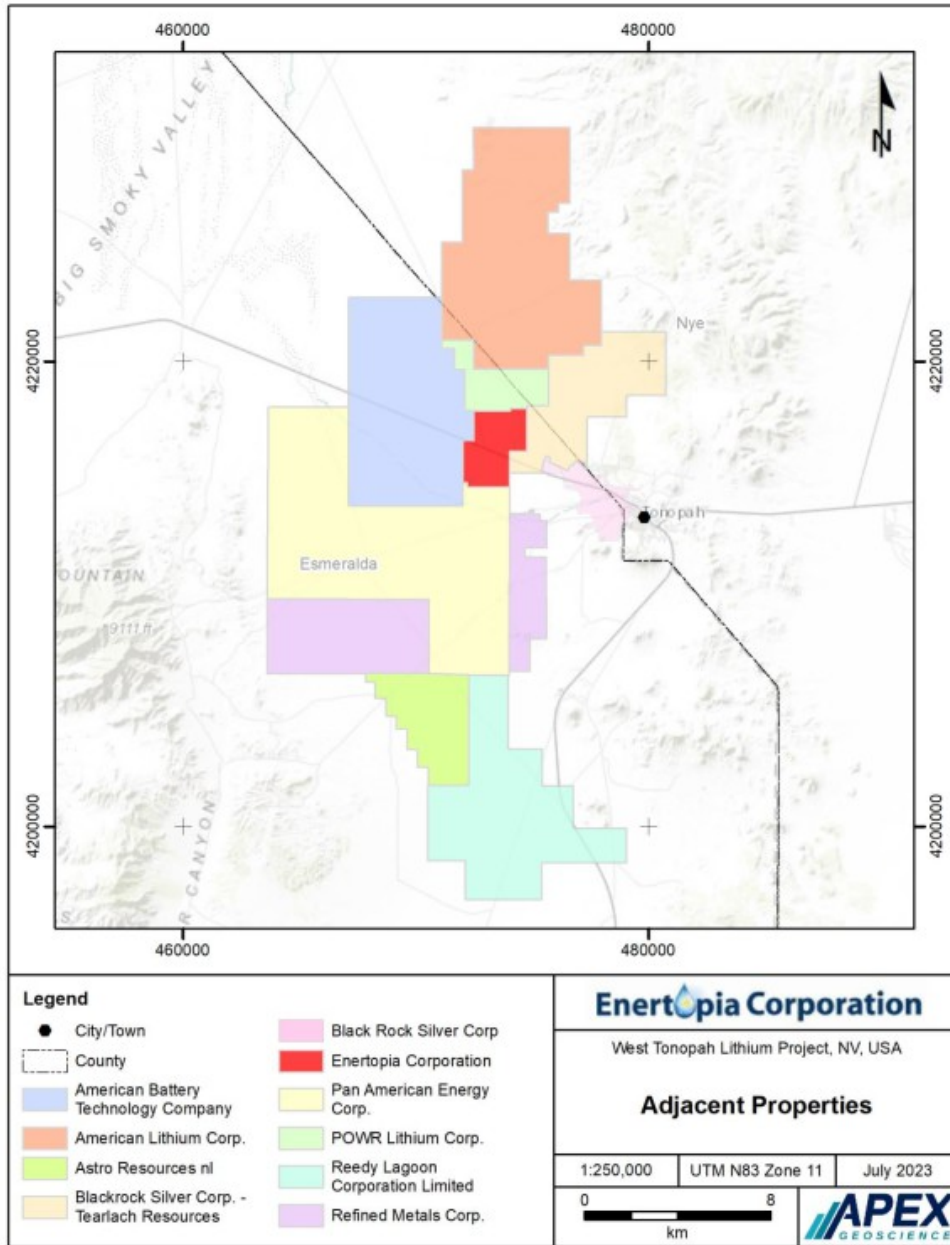 460000
480000
BIG SMOKY VALLEY
N
4220000
4220000
Nye
Tonopah
Esmeralda
OUNTAIN
9111 ft
4200000
4200000
R CANYON
S
460000
480000
Legend
City/Town
County
American Battery
Technology Company
American Lithium Corp.
Astro Resources nl
Blackrock Silver Corp. -
Tearlach Resources
Black Rock Silver Corp
Enertopia Corporation
Pan American Energy
Corp.
POWR Lithium Corp.
Reedy Lagoon
Corporation Limited
Refined Metals Corp.
Enertopia Corporation
West Tonopah Lithium Project, NV, USA
Adjacent Properties
1:250,000
UTM N83 Zone 11
July 2023
0 8
km
APEX
GEOSCIENCE